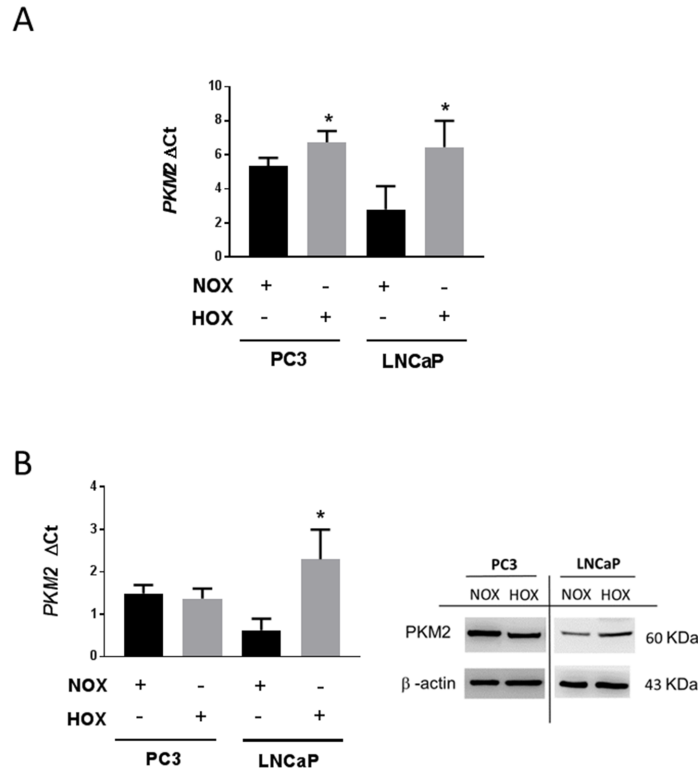 A
PKM2 ΔCt
10
8
6
4
2
0
* *
NOX + - + -
HOX - + - +
PC3 LNCaP
B
PKM2 ΔCt
4
3
2
1
0
*
NOX + - + -
HOX - + - +
PC3 LNCaP
PC3 LNCaP
NOX HOX NOX HOX
PKM2 60 KDa
β-actin 43 KDa